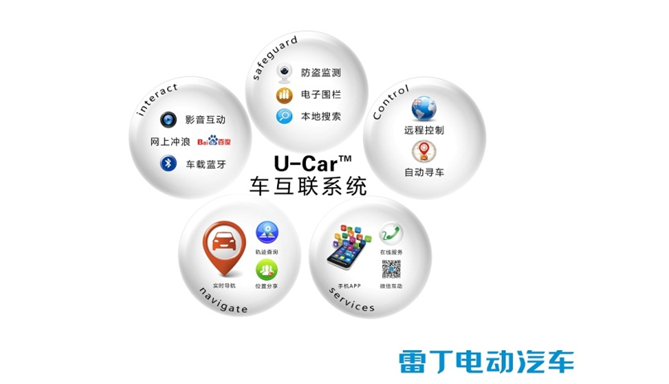 safeguard
防盗监测
电子围栏
本地搜索
interact
影音互动
网上冲浪 Bai百度
车载蓝牙
Control
远程控制
自动寻车
U-Car™
车互联系统
实时导航
轨迹查询
位置分享
navigate
手机APP
在线服务
微信互动
services
雷丁电动汽车